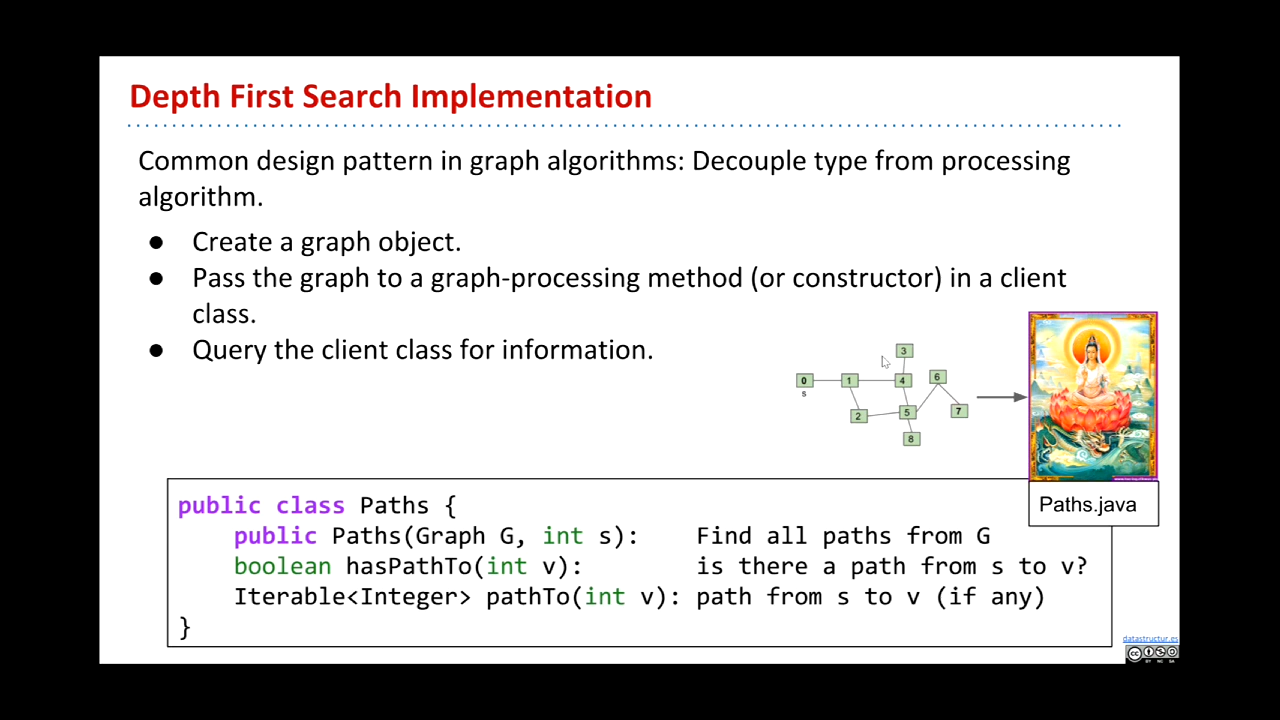 Depth First Search Implementation
Common design pattern in graph algorithms: Decouple type from processing
algorithm.
● Create a graph object.
● Pass the graph to a graph-processing method (or constructor) in a client
class.
● Query the client class for information.
3
0
1
4
6
s
2
5
7
8
Paths.java
public class Paths {
public Paths(Graph G, int s): Find all paths from G
boolean hasPathTo(int v): is there a path from s to v?
Iterable<Integer> pathTo(int v): path from s to v (if any)
}
datastructur.es
cc
BY NC SA